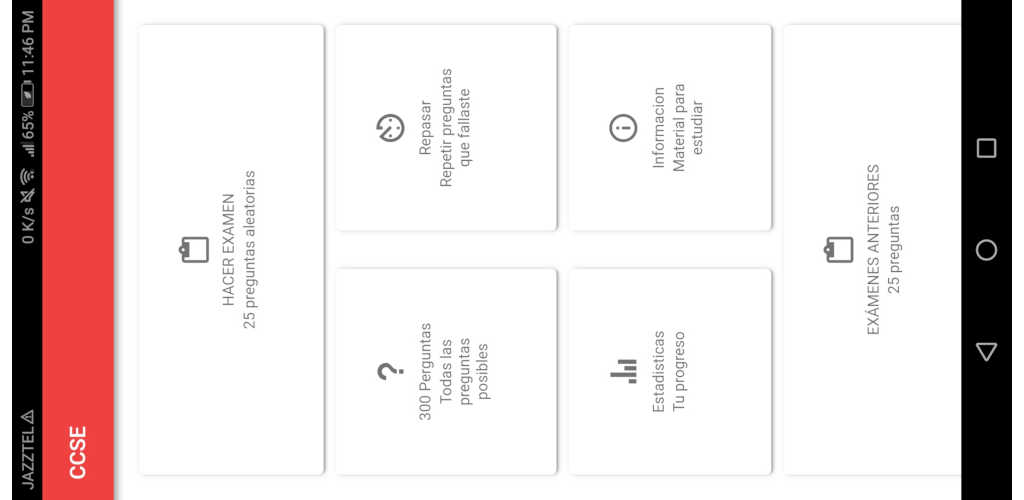 JAZZTEL 0 K/s 65% 11:46 PM
CCSE
HACER EXAMEN
25 preguntas aleatorias
300 Perguntas
Todas las
preguntas
posibles
Repasar
Repetir preguntas
que fallaste
Estadisticas
Tu progreso
Informacion
Material para
estudiar
EXÁMENES ANTERIORES
25 preguntas